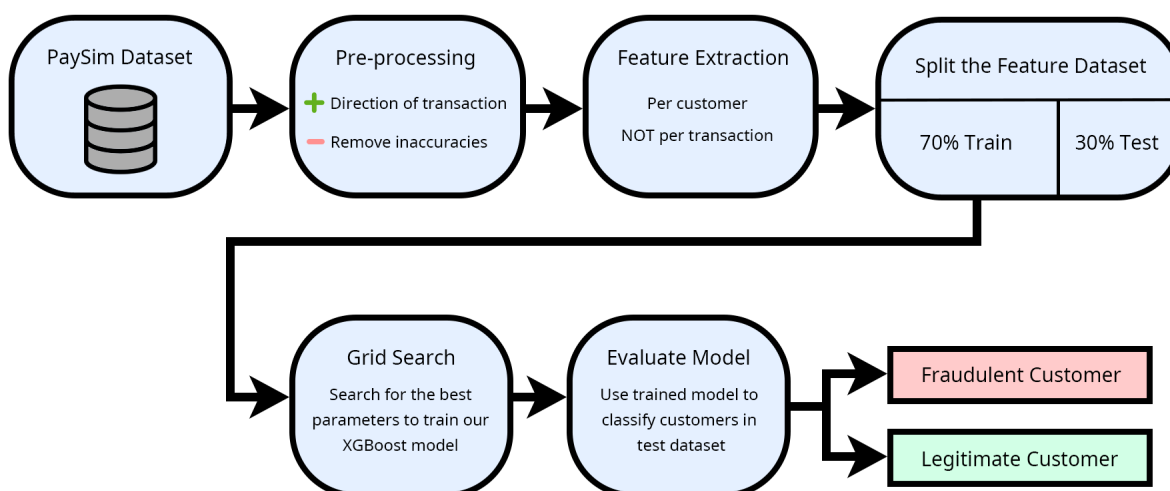 PaySim Dataset
Pre-processing
Direction of transaction
Remove inaccuracies
Feature Extraction
Per customer
NOT per transaction
Split the Feature Dataset
70% Train
30% Test
Grid Search
Search for the best
parameters to train our
XGBoost model
Evaluate Model
Use trained model to
classify customers in
test dataset
Fraudulent Customer
Legitimate Customer